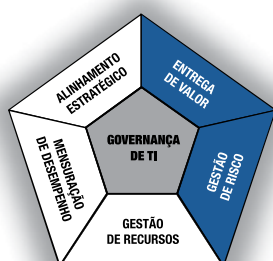 ALINHAMENTO
ESTRATÉGICO
ENTREGA
DE VALOR
MENSURAÇÃO
DE DESEMPENHO
GOVERNANÇA
DE TI
GESTÃO
DE RISCO
GESTÃO
DE RECURSOS